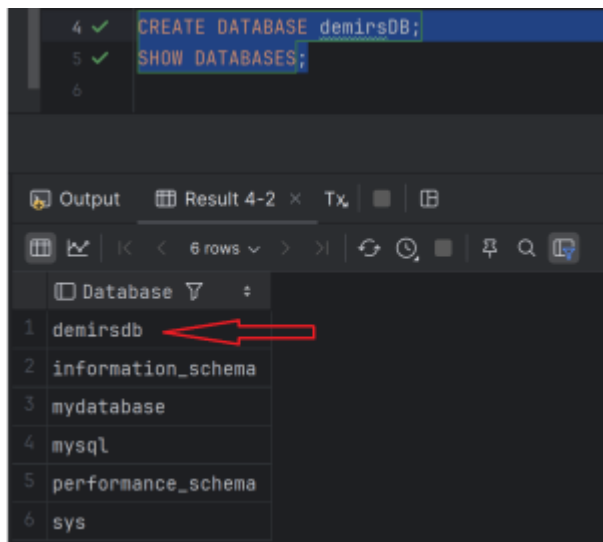 4 CREATE DATABASE demirsDB;
5 SHOW DATABASES;
6
Output Result 4-2 × Tx
6 rows
Database
1 demirsdb
2 information_schema
3 mydatabase
4 mysql
5 performance_schema
6 sys